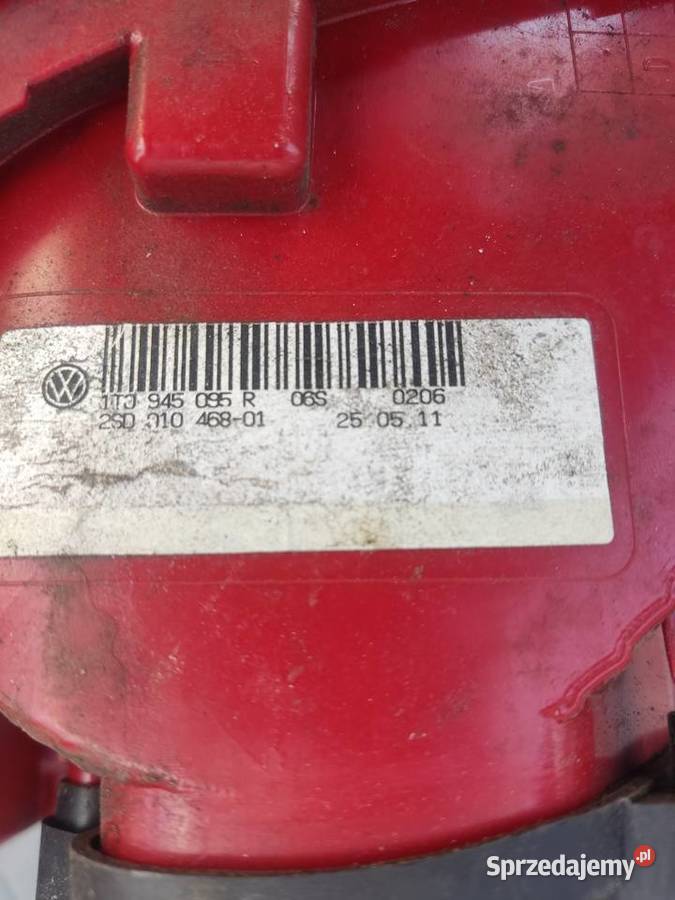 1TJ 945 095 R 06S 0206
2SD 010 468-01 25 05 11
Sprzedajemy.pl